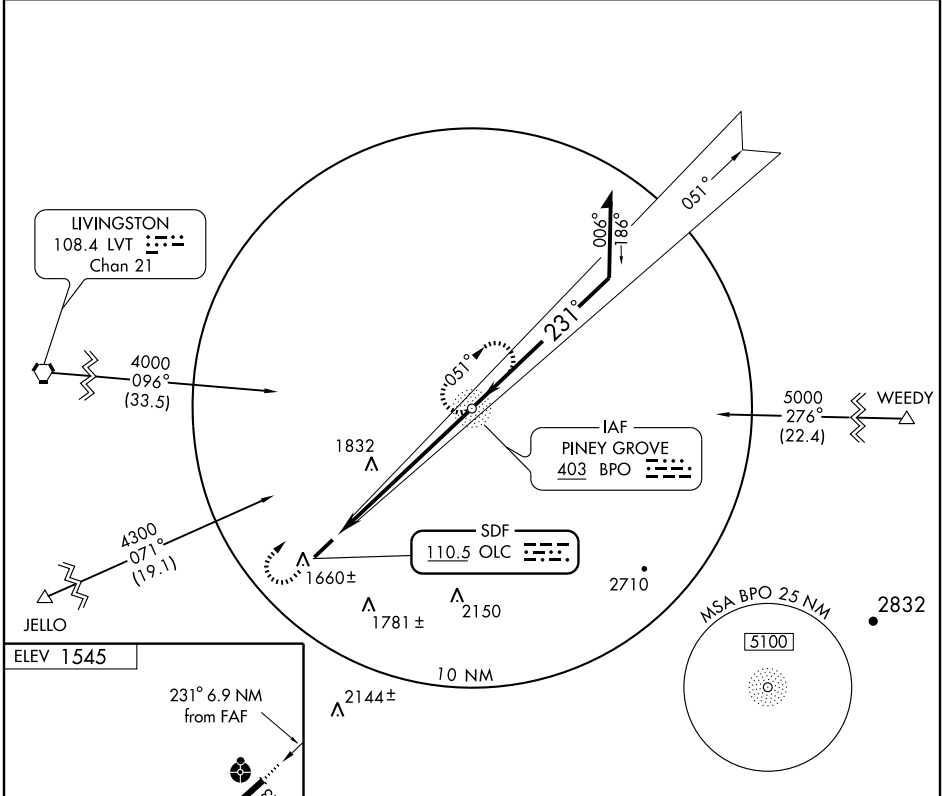 LIVINGSTON
108.4 LVT
Chan 21
4000
096°
(33.5)
006°
186°
051°
231°
051°
5000
276°
(22.4)
WEEDY
IAF
PINEY GROVE
403 BPO
1832
4300
071°
(19.1)
JELLO
SDF
110.5 OLC
1660±
1781±
2150
2710
MSA BPO 25 NM
5100
2832
10 NM
2144±
ELEV 1545
231° 6.9 NM
from FAF